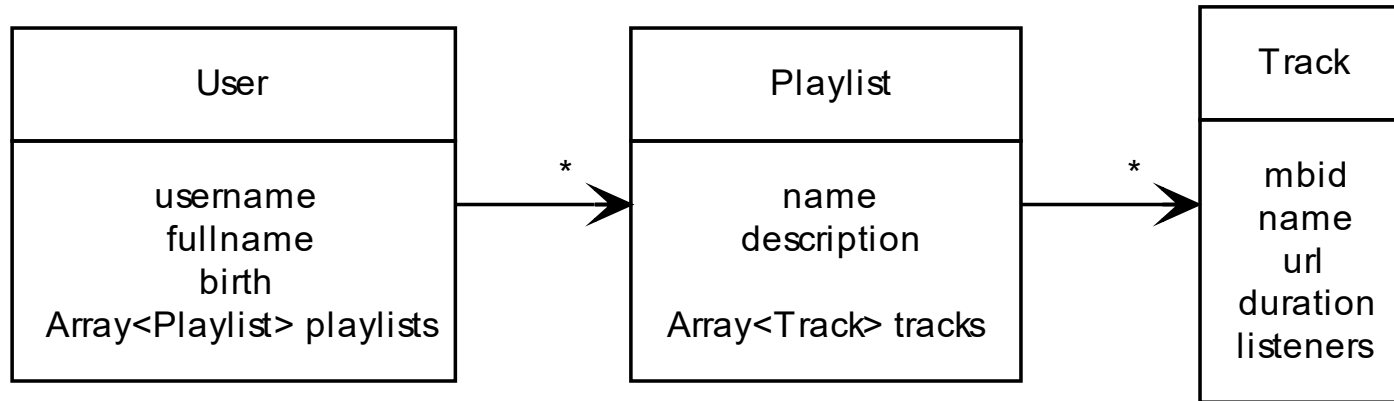 User
username
fullname
birth
Array<Playlist> playlists
*
Playlist
name
description
Array<Track> tracks
*
Track
mbid
name
url
duration
listeners